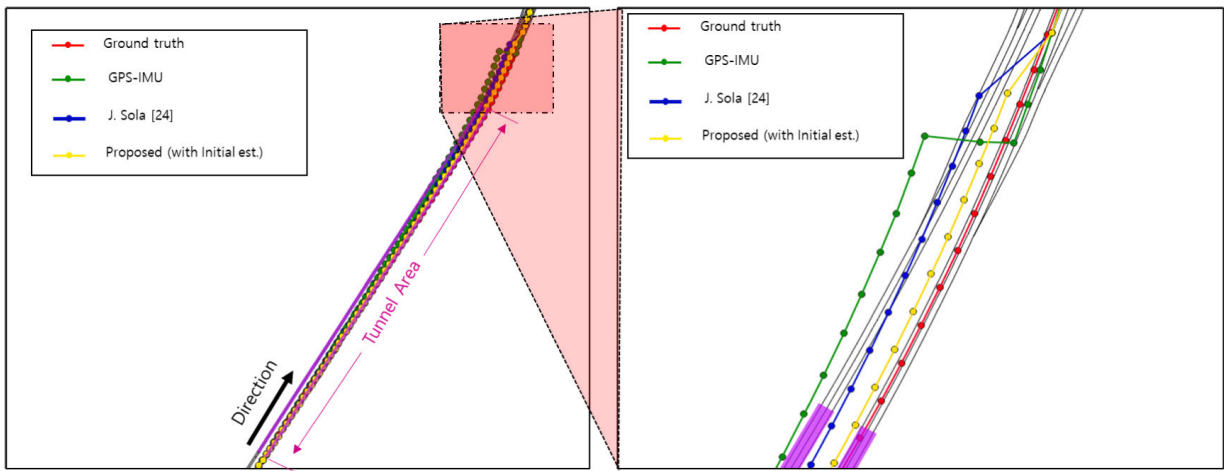 Ground truth
GPS-IMU
J. Sola [24]
Proposed (with Initial est.)
Tunnel Area
Direction
Ground truth
GPS-IMU
J. Sola [24]
Proposed (with Initial est.)